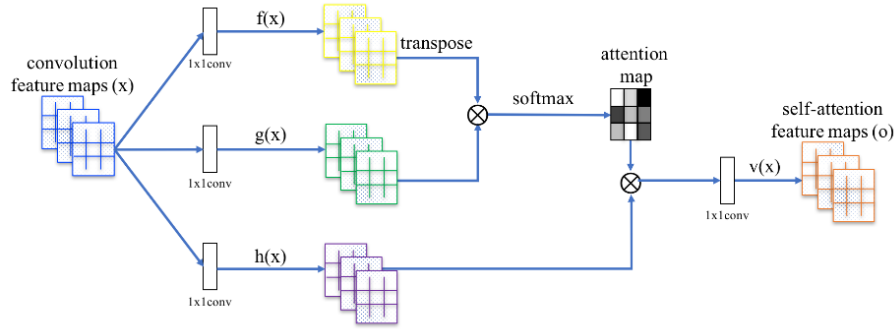 f(x)
1x1conv
transpose
convolution
feature maps (x)
attention
map
softmax
g(x)
1x1conv
self-attention
feature maps (o)
v(x)
1x1conv
h(x)
1x1conv